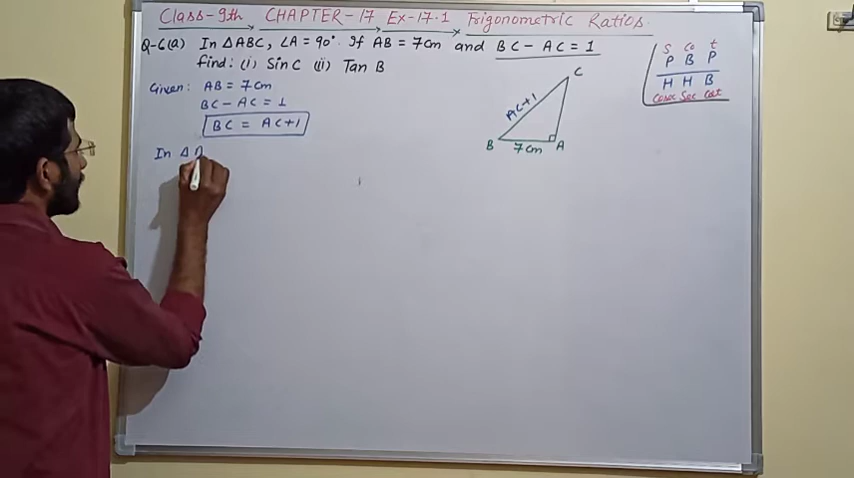 Class-9th CHAPTER-17 Ex-17.1 Trigonometric Ratios.
Q-6(a) In ΔABC, ∠A = 90°. If AB = 7cm and BC - AC = 1
find: (i) Sin C (ii) Tan B
Given: AB = 7cm
BC - AC = 1
BC = AC+1
In Δ
C
AC+1
B 7cm A
S Co t
P B P
H H B
Cosec Sec Cot